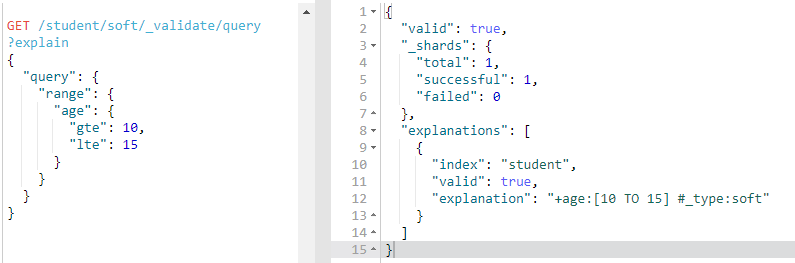 GET /student/soft/_validate/query
?explain
{
  "query": {
    "range": {
      "age": {
        "gte": 10,
        "lte": 15
      }
    }
  }
}
1 {
2   "valid": true,
3   "_shards": {
4     "total": 1,
5     "successful": 1,
6     "failed": 0
7   },
8   "explanations": [
9     {
10       "index": "student",
11       "valid": true,
12       "explanation": "+age:[10 TO 15] #_type:soft"
13     }
14   ]
15 }